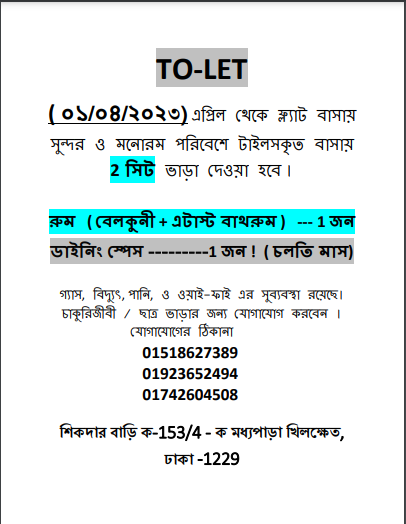 TO-LET
( ০১/০৪/২০২৩) এপ্রিল থেকে ফ্ল্যাট বাসায়
সুন্দর ও মনোরম পরিবেশে টাইলসকৃত বাসায়
2 সিট ভাড়া দেওয়া হবে।
রুম ( বেলকুনী + এটাস্ট বাথরুম ) --- 1 জন
ডাইনিং স্পেস ---------1 জন ! ( চলতি মাস)
গ্যাস, বিদ্যুৎ, পানি, ও ওয়াই-ফাই এর সুব্যবস্থা রয়েছে।
চাকুরিজীবী / ছাত্র ভাড়ার জন্য যোগাযোগ করবেন ।
যোগাযোগের ঠিকানা
01518627389
01923652494
01742604508
শিকদার বাড়ি ক-153/4 - ক মধ্যপাড়া খিলক্ষেত,
ঢাকা -1229